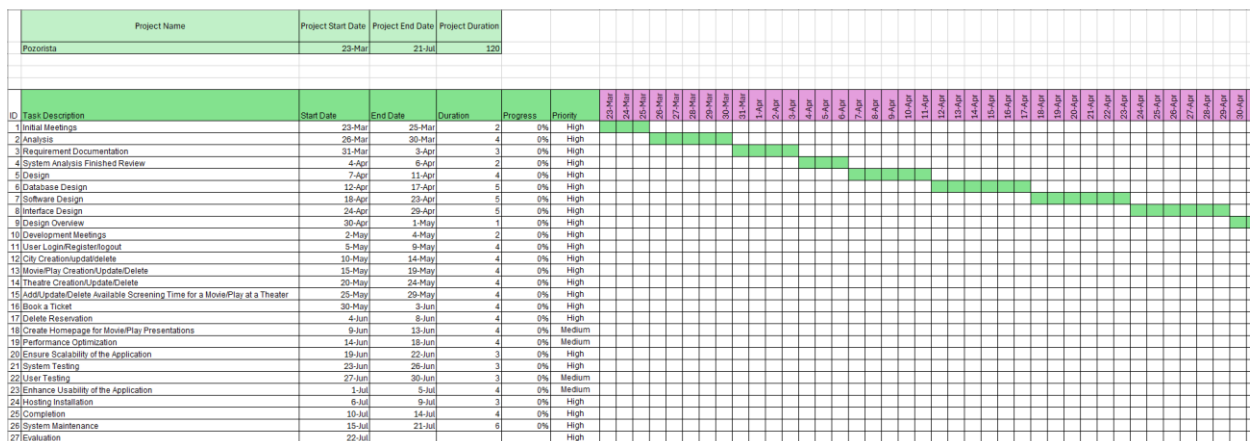 Project Name Project Start Date Project End Date Project Duration
Pozorista 23-Mar 21-Jul 120
ID Task Description Start Date End Date Duration Progress Priority 23-Mar 24-Mar 25-Mar 26-Mar 27-Mar 28-Mar 29-Mar 30-Mar 31-Mar 1-Apr 2-Apr 3-Apr 4-Apr 5-Apr 6-Apr 7-Apr 8-Apr 9-Apr 10-Apr 11-Apr 12-Apr 13-Apr 14-Apr 15-Apr 16-Apr 17-Apr 18-Apr 19-Apr 20-Apr 21-Apr 22-Apr 23-Apr 24-Apr 25-Apr 26-Apr 27-Apr 28-Apr 29-Apr 30-Apr
1 Initial Meetings 23-Mar 25-Mar 2 0% High
2 Analysis 26-Mar 30-Mar 4 0% High
3 Requirement Documentation 31-Mar 3-Apr 3 0% High
4 System Analysis Finished Review 4-Apr 6-Apr 2 0% High
5 Design 7-Apr 11-Apr 4 0% High
6 Database Design 12-Apr 17-Apr 5 0% High
7 Software Design 18-Apr 23-Apr 5 0% High
8 Interface Design 24-Apr 29-Apr 5 0% High
9 Design Overview 30-Apr 1-May 1 0% High
10 Development Meetings 2-May 4-May 2 0% High
11 User Login/Register/logout 5-May 9-May 4 0% High
12 City Creation/updat/delete 10-May 14-May 4 0% High
13 Movie/Play Creation/Update/Delete 15-May 19-May 4 0% High
14 Theatre Creation/Update/Delete 20-May 24-May 4 0% High
15 Add/Update/Delete Available Screening Time for a Movie/Play at a Theater 25-May 29-May 4 0% High
16 Book a Ticket 30-May 3-Jun 4 0% High
17 Delete Reservation 4-Jun 8-Jun 4 0% High
18 Create Homepage for Movie/Play Presentations 9-Jun 13-Jun 4 0% Medium
19 Performance Optimization 14-Jun 18-Jun 4 0% Medium
20 Ensure Scalability of the Application 19-Jun 22-Jun 3 0% High
21 System Testing 23-Jun 26-Jun 3 0% High
22 User Testing 27-Jun 30-Jun 3 0% Medium
23 Enhance Usability of the Application 1-Jul 5-Jul 4 0% Medium
24 Hosting Installation 6-Jul 9-Jul 3 0% High
25 Completion 10-Jul 14-Jul 4 0% High
26 System Maintenance 15-Jul 21-Jul 6 0% High
27 Evaluation 22-Jul High